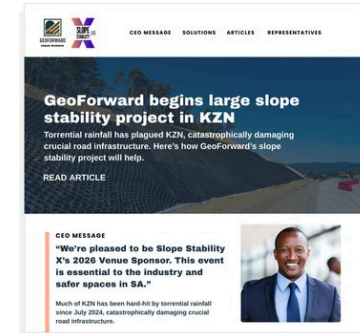 GEOFORWARD
SLOPE
STABILITY
CEO MESSAGE SOLUTIONS ARTICLES REPRESENTATIVES
GeoForward begins large slope
stability project in KZN
Torrential rainfall has plagued KZN, catastrophically damaging
crucial road infrastructure. Here's how GeoForward's slope
stability project will help.
READ ARTICLE
CEO MESSAGE
“We're pleased to be Slope Stability
X's 2026 Venue Sponsor. This event
is essential to the industry and
safer spaces in SA.”
Much of KZN has been hard-hit by torrential rainfall
since July 2024, catastrophically damaging crucial
road infrastructure.